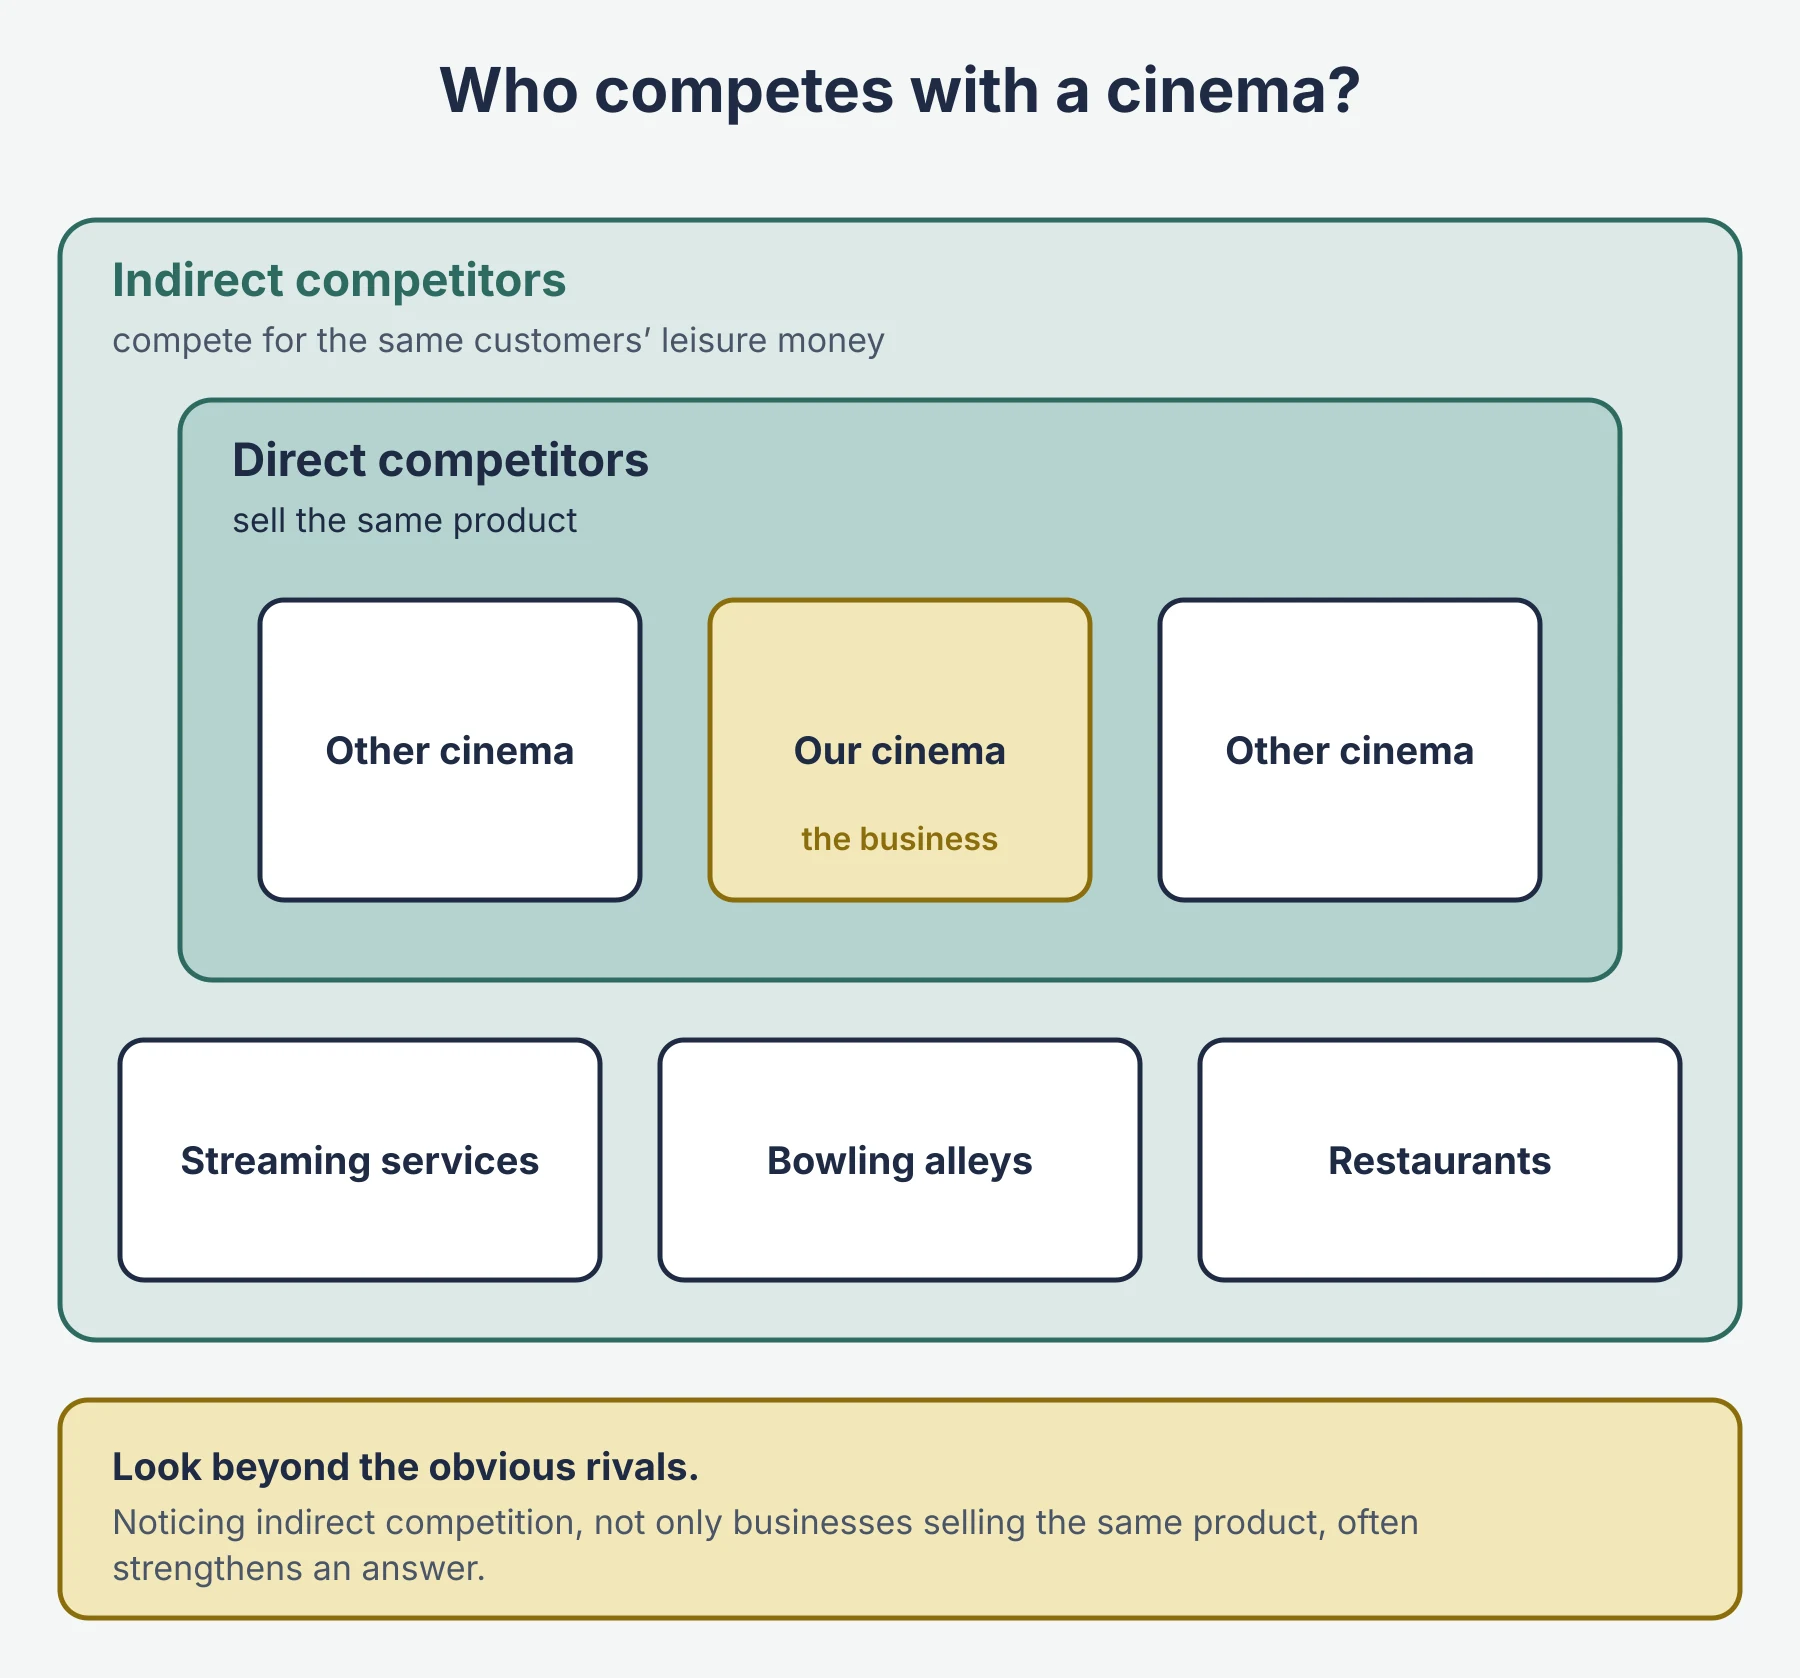 Who competes with a cinema?
Indirect competitors
compete for the same customers’ leisure money
Direct competitors
sell the same product
Other cinema
Our cinema
the business
Other cinema
Streaming services
Bowling alleys
Restaurants
Look beyond the obvious rivals.
Noticing indirect competition, not only businesses selling the same product, often
strengthens an answer.